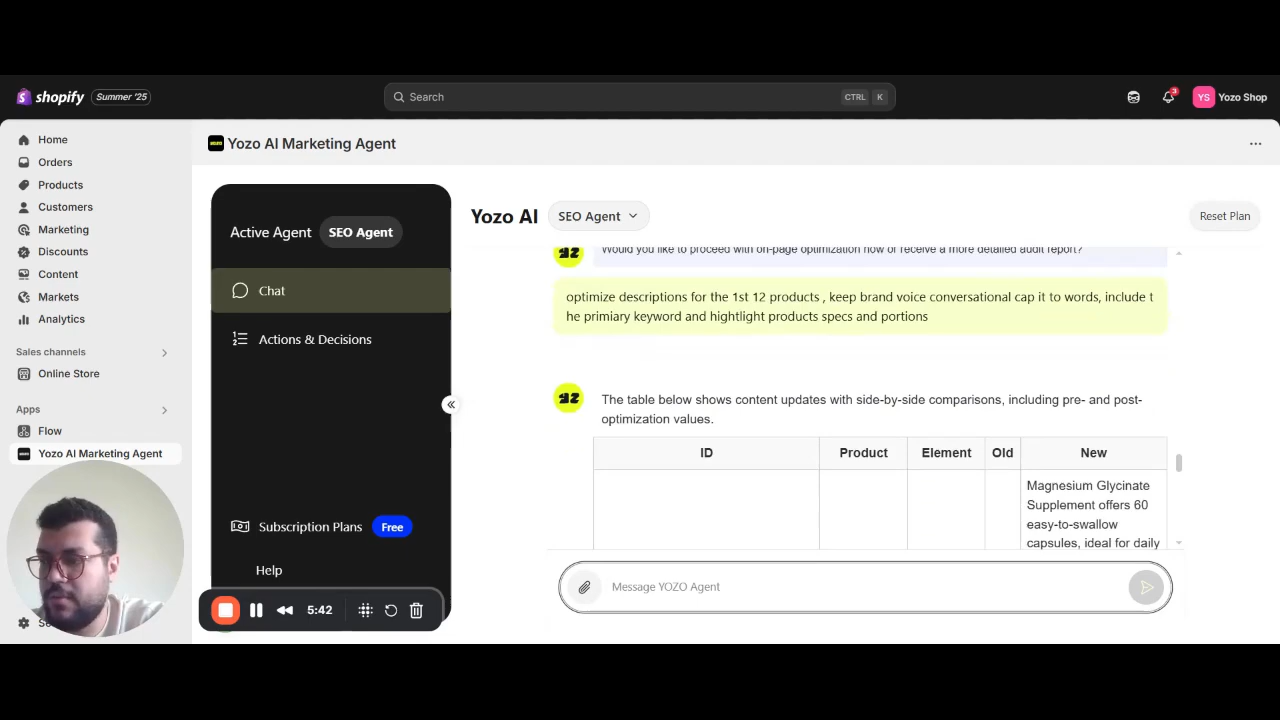 shopify Summer '25
Search CTRL K
3
YS Yozo Shop
Home
Orders
Products
Customers
Marketing
Discounts
Content
Markets
Analytics
Sales channels
Online Store
Apps
Flow
Yozo AI Marketing Agent
Yozo AI Marketing Agent
Active Agent SEO Agent
Chat
Actions & Decisions
Subscription Plans Free
Help
5:42
Yozo AI SEO Agent
Reset Plan
Would you like to proceed with on-page optimization now or receive a more detailed audit report?
optimize descriptions for the 1st 12 products , keep brand voice conversational cap it to words, include t
he primiary keyword and hightlight products specs and portions
The table below shows content updates with side-by-side comparisons, including pre- and post-
optimization values.
ID Product Element Old New
Magnesium Glycinate
Supplement offers 60
easy-to-swallow
capsules, ideal for daily
Message YOZO Agent